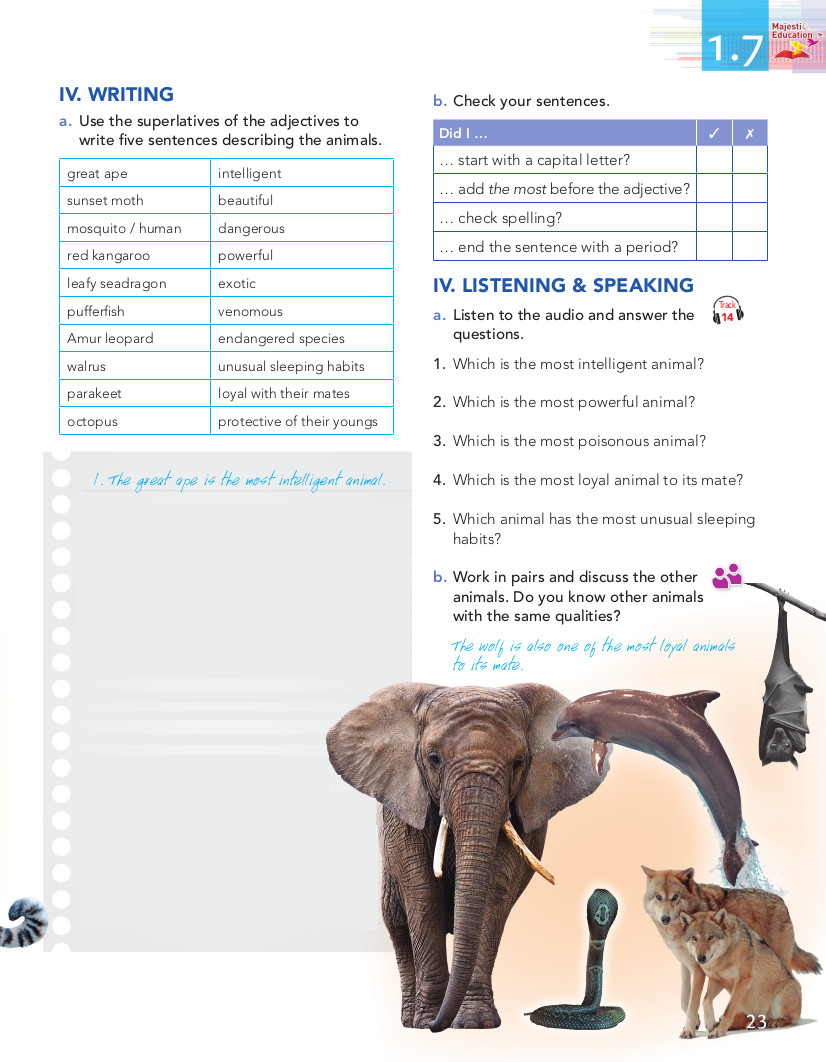 1.7
Majesti
Education
IV. WRITING
a. Use the superlatives of the adjectives to
write five sentences describing the animals.
great ape intelligent
sunset moth beautiful
mosquito / human dangerous
red kangaroo powerful
leafy seadragon exotic
pufferfish venomous
Amur leopard endangered species
walrus unusual sleeping habits
parakeet loyal with their mates
octopus protective of their youngs
1. The great ape is the most intelligent animal.
b. Check your sentences.
Did I ... ✓ ✗
... start with a capital letter?
... add the most before the adjective?
... check spelling?
... end the sentence with a period?
IV. LISTENING & SPEAKING
a. Listen to the audio and answer the
questions.
Track
14
1. Which is the most intelligent animal?
2. Which is the most powerful animal?
3. Which is the most poisonous animal?
4. Which is the most loyal animal to its mate?
5. Which animal has the most unusual sleeping
habits?
b. Work in pairs and discuss the other
animals. Do you know other animals
with the same qualities?
The wolf is also one of the most loyal animals
to its mate.
23